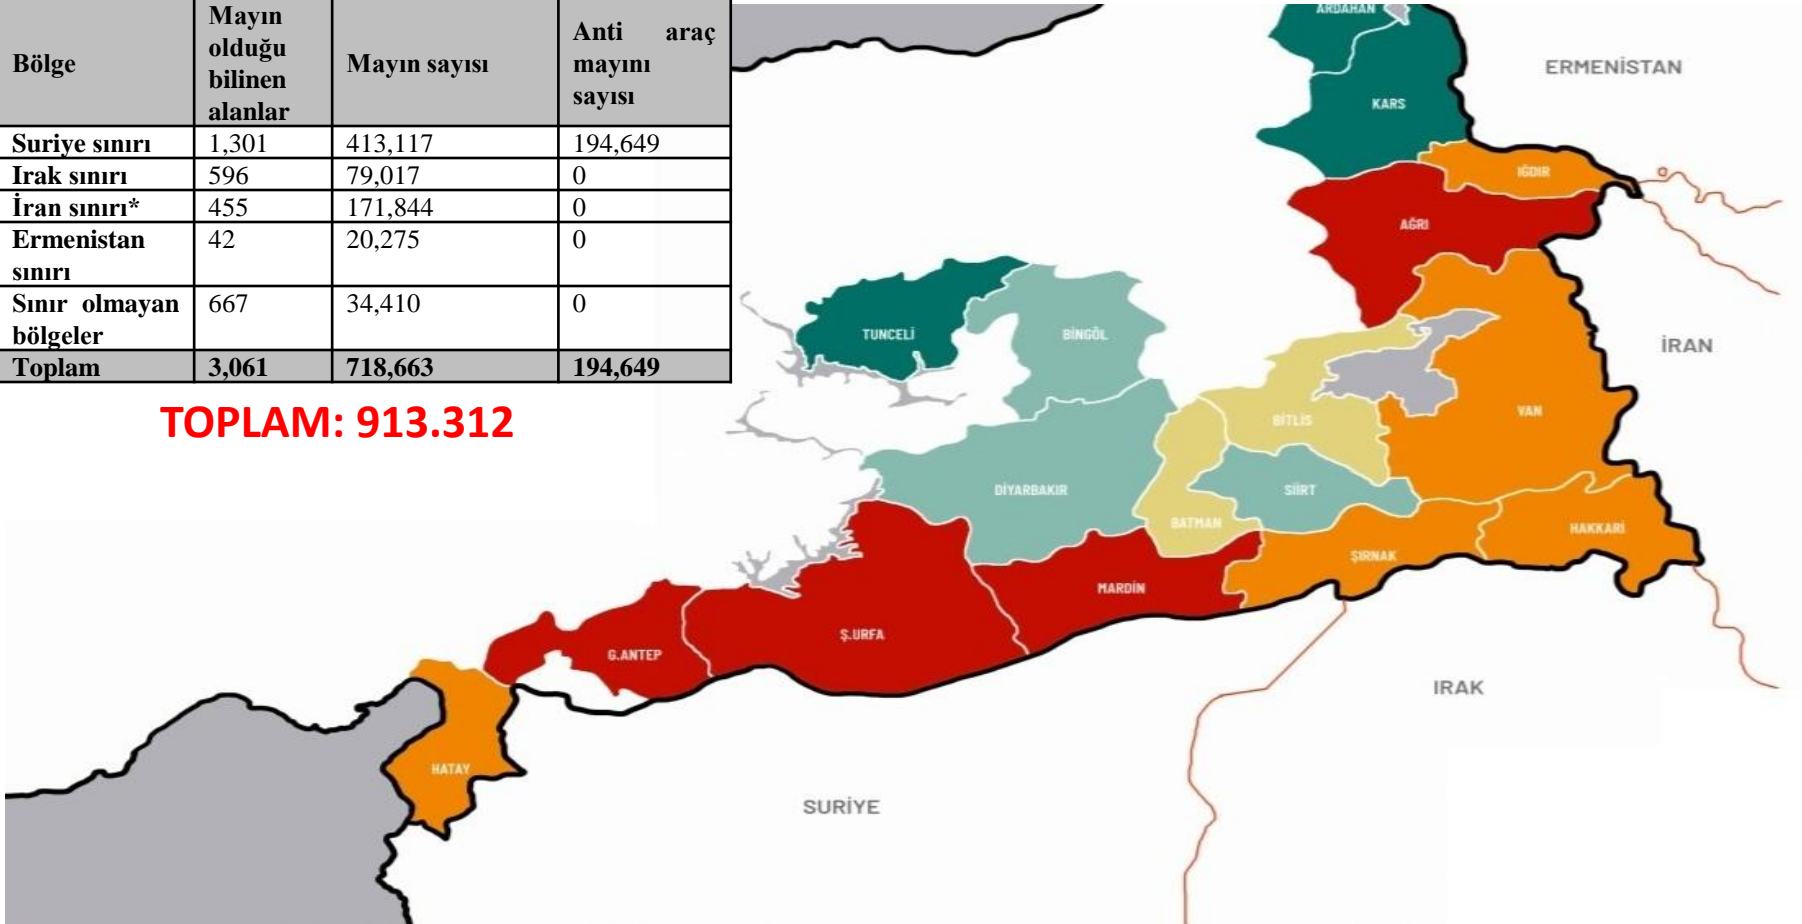 Bölge
Mayın
olduğu
bilinen
alanlar
Mayın sayısı
Anti araç
mayını
sayısı
Suriye sınırı 1,301 413,117 194,649
Irak sınırı 596 79,017 0
İran sınırı* 455 171,844 0
Ermenistan 42 20,275 0
sınırı
Sınır olmayan 667 34,410 0
bölgeler
Toplam 3,061 718,663 194,649
TOPLAM: 913.312
ARDAHAN
ERMENİSTAN
KARS
IĞDIR
AĞRI
TUNCELİ
BİNGÖL
İRAN
VAN
BİTLİS
DİYARBAKIR
SİİRT
BATMAN
HAKKARİ
ŞIRNAK
MARDİN
Ş.URFA
G.ANTEP
IRAK
HATAY
SURİYE